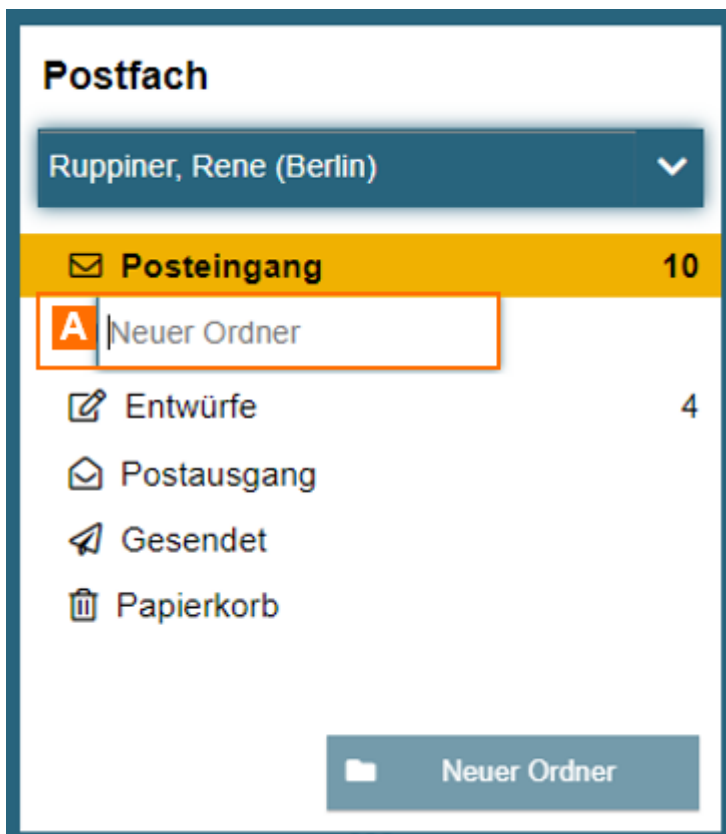 Postfach
Ruppiner, Rene (Berlin)
Posteingang 10
A Neuer Ordner
Entwürfe 4
Postausgang
Gesendet
Papierkorb
Neuer Ordner